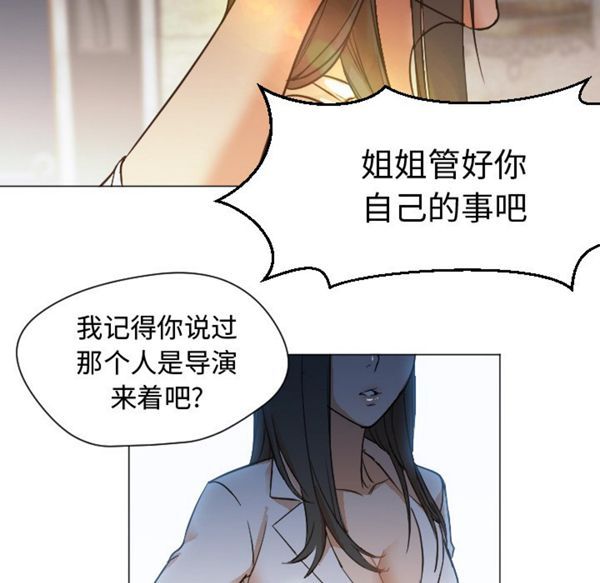 姐姐管好你
自己的事吧
我记得你说过
那个人是导演
来着吧?